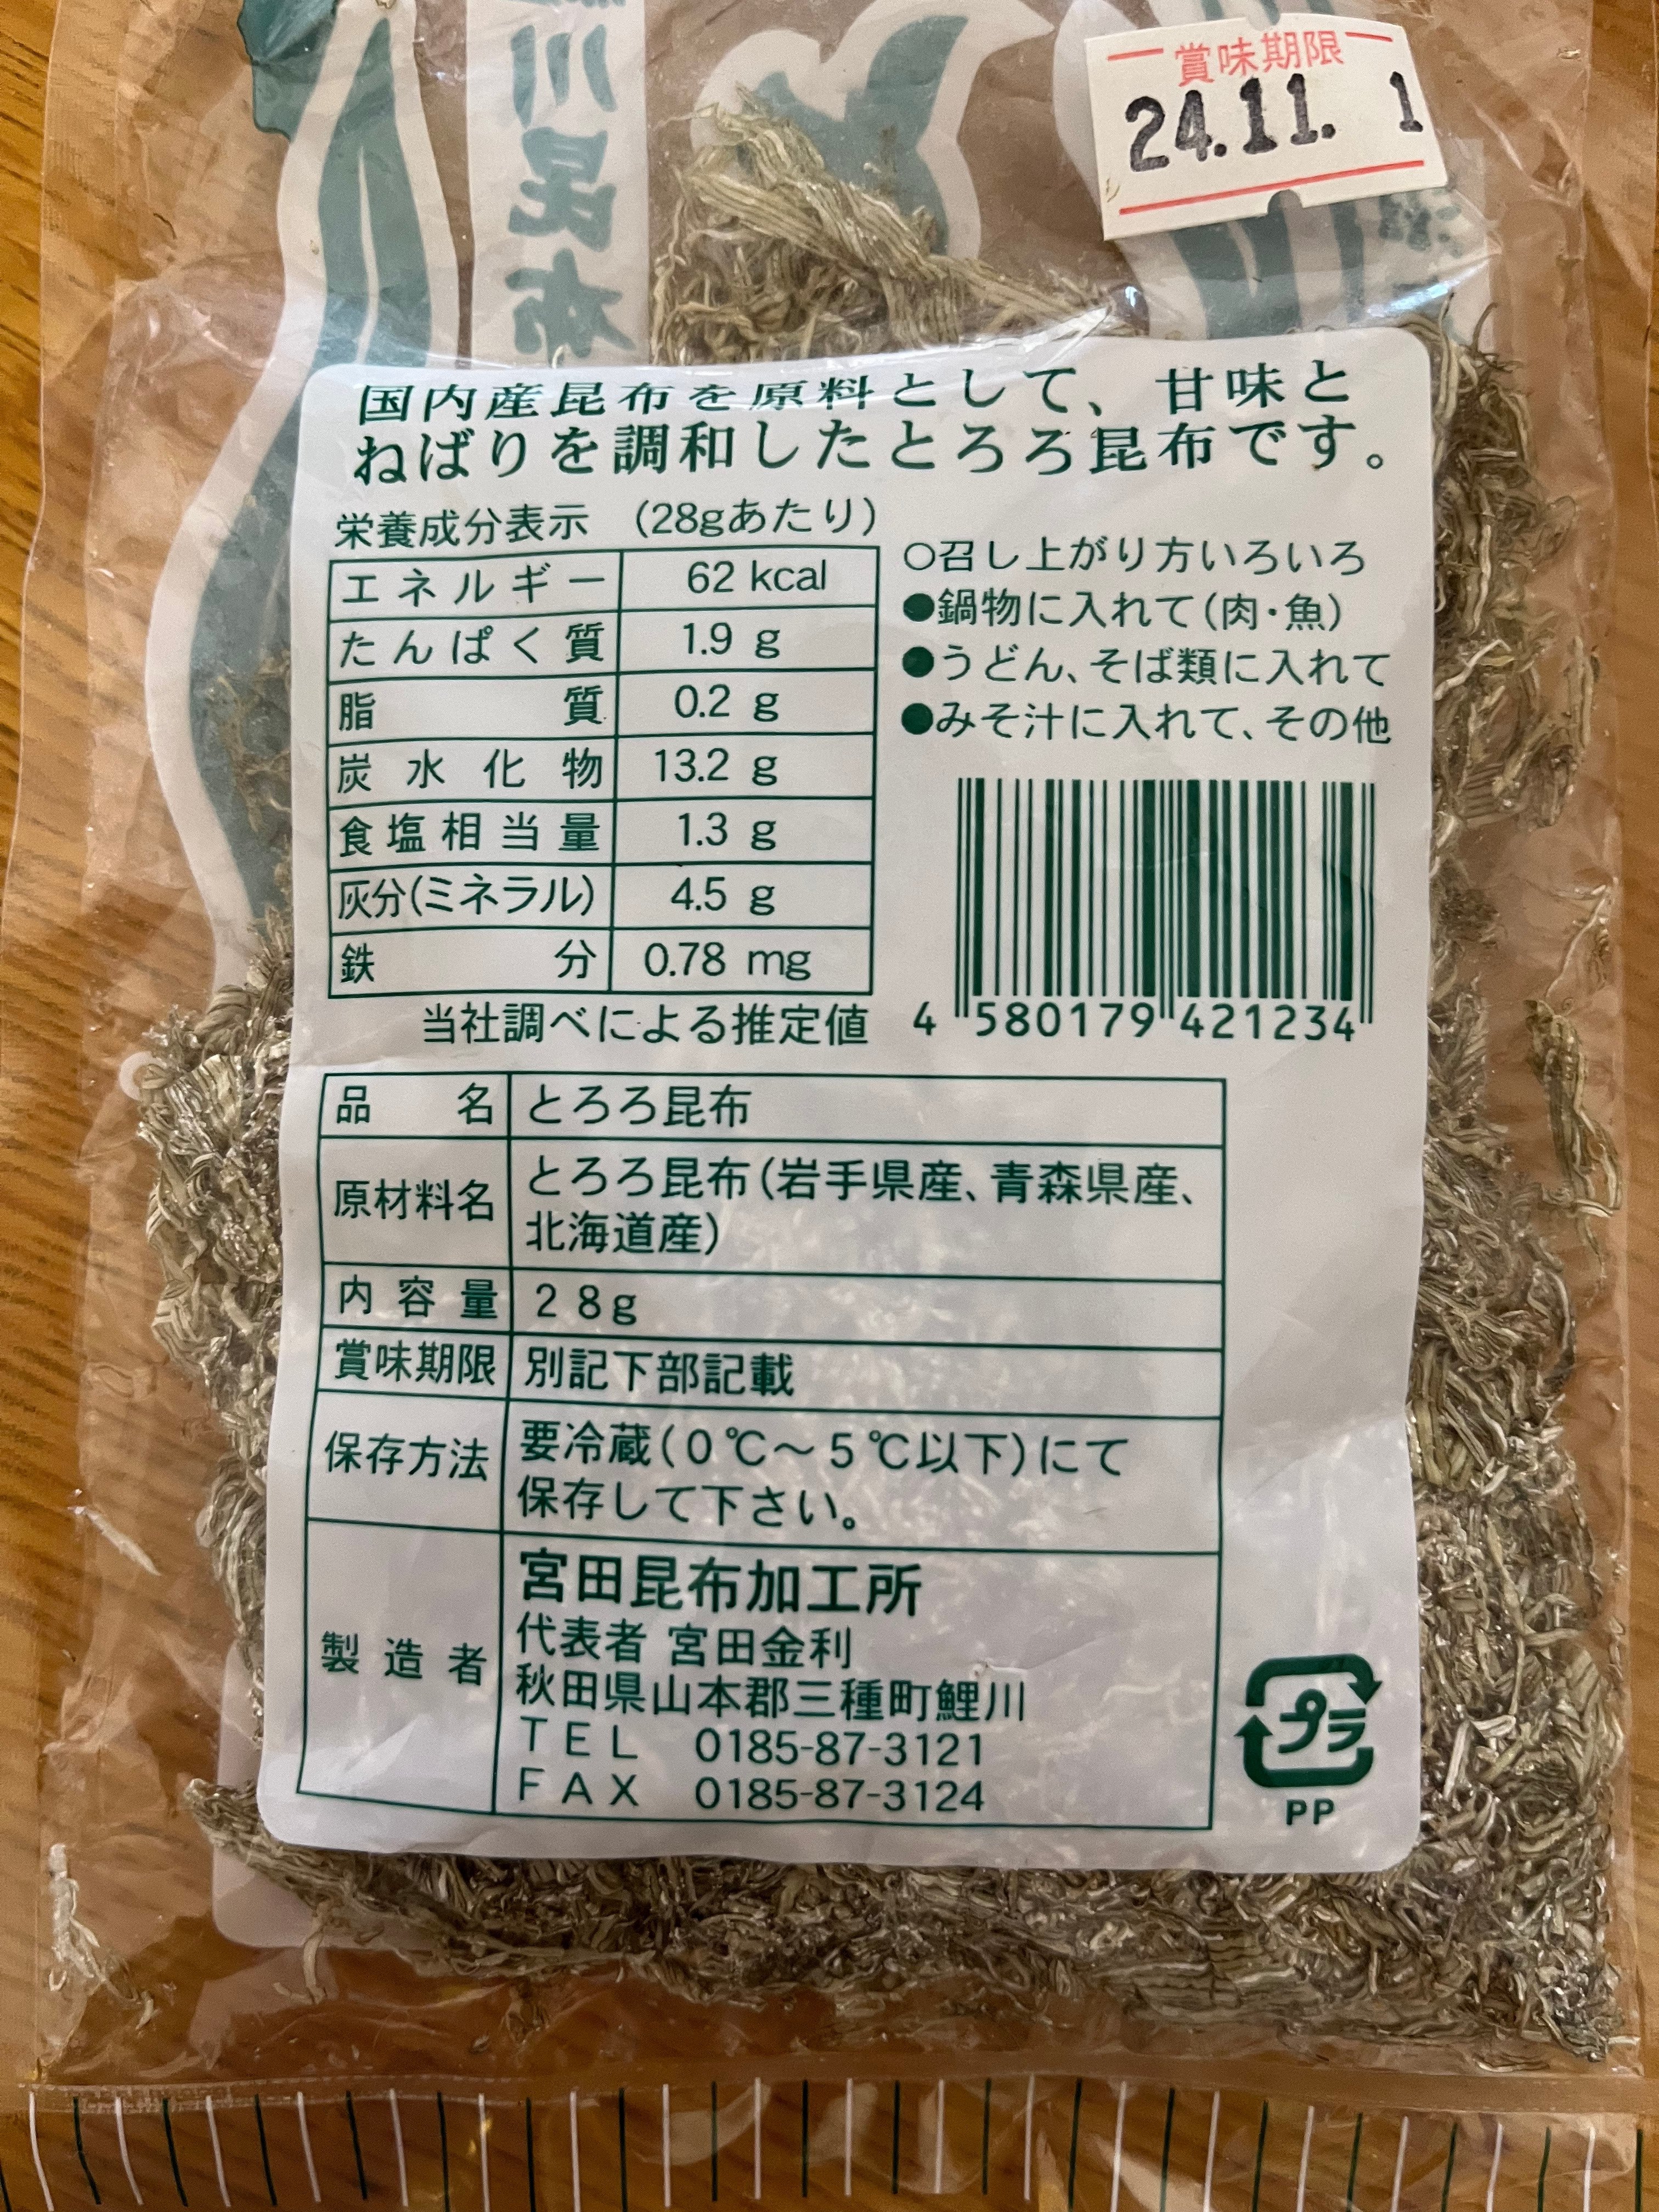 川昆布
賞味期限
24.11. 1
国内産昆布を原料として、甘味と
ねばりを調和したとろろ昆布です。
栄養成分表示 (28gあたり)
エネルギー 62 kcal
たんぱく質 1.9 g
脂質 0.2 g
炭水化物 13.2 g
食塩相当量 1.3 g
灰分(ミネラル) 4.5 g
鉄分 0.78 mg
当社調べによる推定値
○召し上がり方いろいろ
●鍋物に入れて(肉・魚)
●うどん、そば類に入れて
●みそ汁に入れて、その他
4 580179 421234
品名 とろろ昆布
原材料名 とろろ昆布(岩手県産、青森県産、
北海道産)
内容量 28g
賞味期限 別記下部記載
保存方法 要冷蔵(0℃～5℃以下)にて
保存して下さい。
製造者 宮田昆布加工所
代表者 宮田金利
秋田県山本郡三種町鯉川
TEL 0185-87-3121
FAX 0185-87-3124
プラ
PP